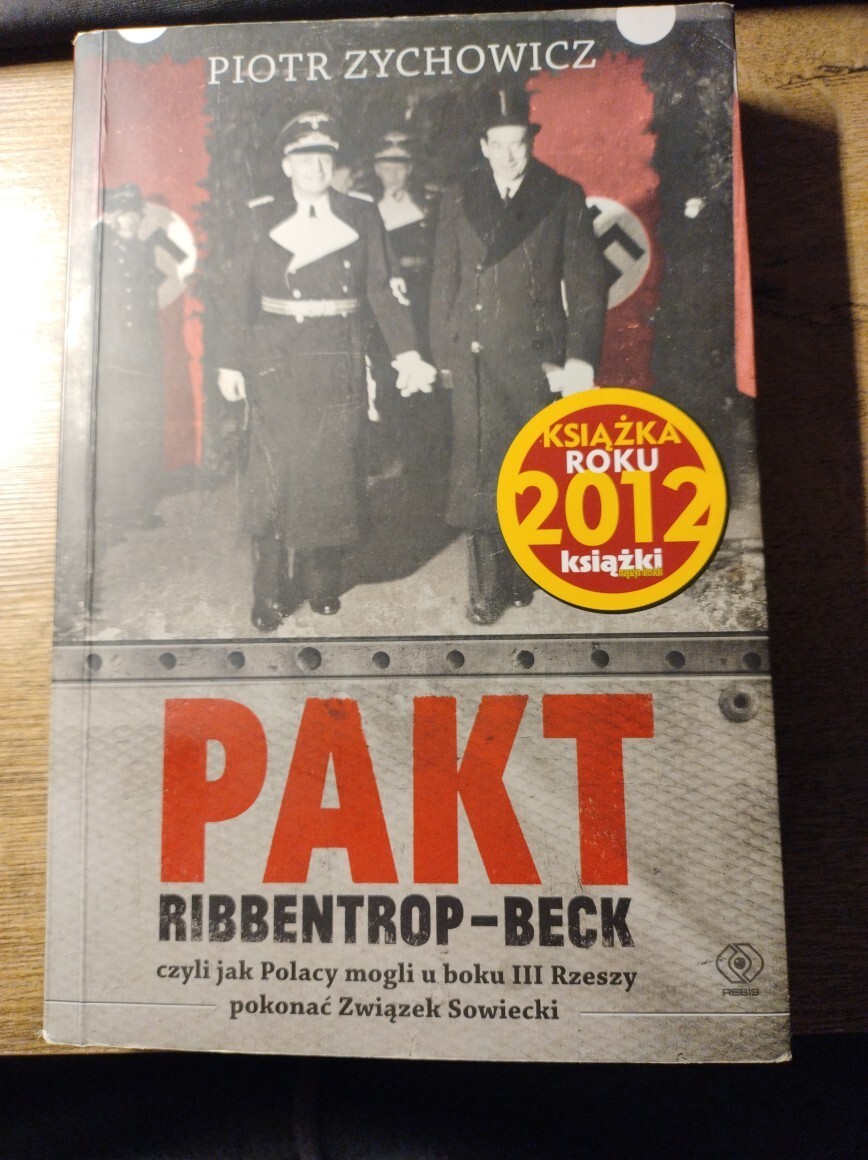 PIOTR ZYCHOWICZ
KSIĄŻKA
ROKU
2012
książki
PAKT
RIBBENTROP–BECK
czyli jak Polacy mogli u boku III Rzeszy
pokonać Związek Sowiecki
REBIS